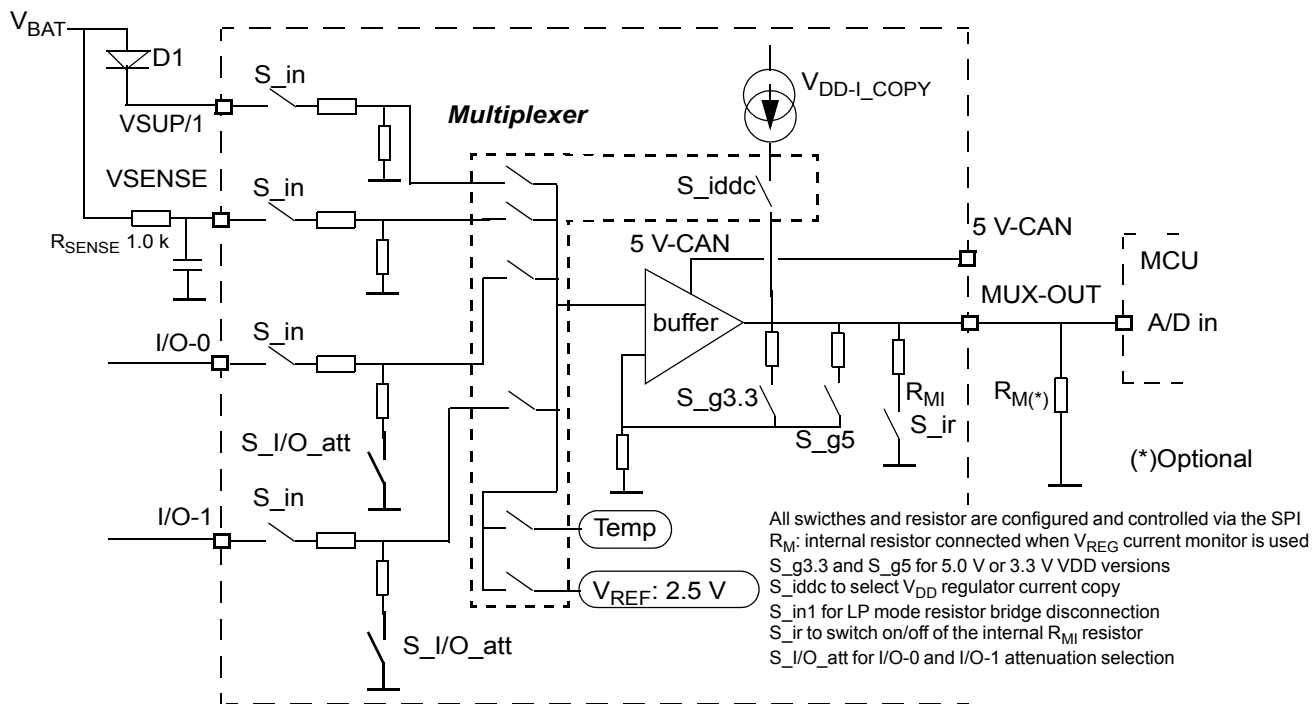 VBAT
D1
S_in
VDD-I_COPY
VSUP/1
Multiplexer
VSENSE
S_in
S_iddc
RSENSE 1.0 k
5 V-CAN
5 V-CAN
MCU
MUX-OUT
buffer
A/D in
I/O-0
S_in
S_g3.3
RMI
RM(*)
S_g5
S_ir
S_I/O_att
(*)Optional
S_in
I/O-1
Temp
All swicthes and resistor are configured and controlled via the SPI
RM: internal resistor connected when VREG current monitor is used
S_g3.3 and S_g5 for 5.0 V or 3.3 V VDD versions
VREF: 2.5 V
S_iddc to select VDD regulator current copy
S_in1 for LP mode resistor bridge disconnection
S_ir to switch on/off of the internal RMI resistor
S_I/O_att
S_I/O_att for I/O-0 and I/O-1 attenuation selection